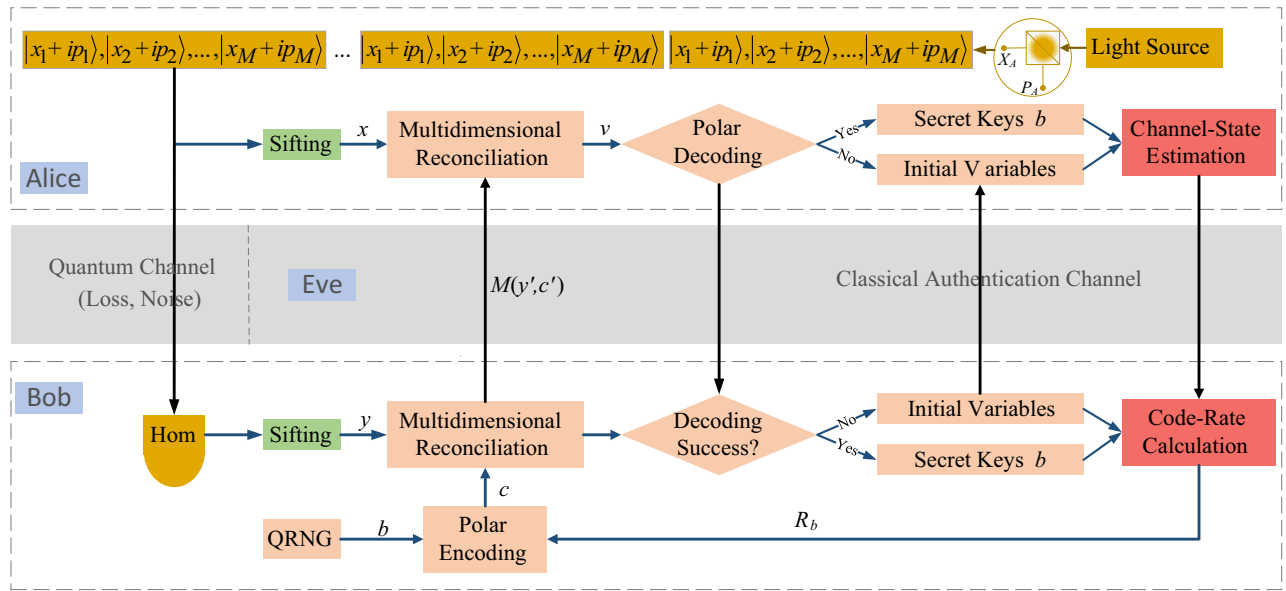 |x₁+ip₁⟩,|x₂+ip₂⟩,...,|x_M+ip_M⟩ ... |x₁+ip₁⟩,|x₂+ip₂⟩,...,|x_M+ip_M⟩ |x₁+ip₁⟩,|x₂+ip₂⟩,...,|x_M+ip_M⟩
X_A
P_A
Light Source
Sifting
x
Multidimensional
Reconciliation
v
Polar
Decoding
Yes
No
Secret Keys b
Initial V ariables
Channel-State
Estimation
Alice
Quantum Channel
(Loss, Noise)
Eve
M(y′,c′)
Classical Authentication Channel
Bob
Hom
Sifting
y
Multidimensional
Reconciliation
Decoding
Success?
No
Yes
Initial Variables
Secret Keys b
Code-Rate
Calculation
c
QRNG
b
Polar
Encoding
R_b